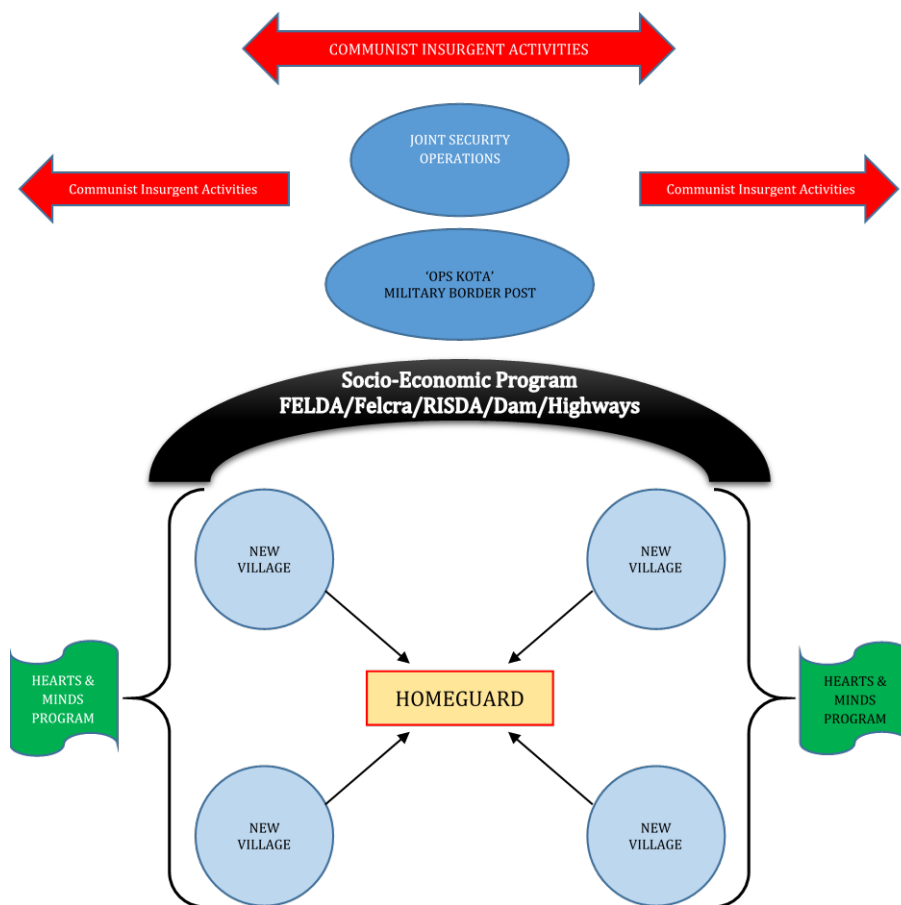 COMMUNIST INSURGENT ACTIVITIES
JOINT SECURITY
OPERATIONS
Communist Insurgent Activities
Communist Insurgent Activities
‘OPS KOTA’
MILITARY BORDER POST
Socio-Economic Program
FELDA/Felcra/RISDA/Dam/Highways
NEW
VILLAGE
NEW
VILLAGE
HEARTS &
MINDS
PROGRAM
HOMEGUARD
HEARTS &
MINDS
PROGRAM
NEW
VILLAGE
NEW
VILLAGE